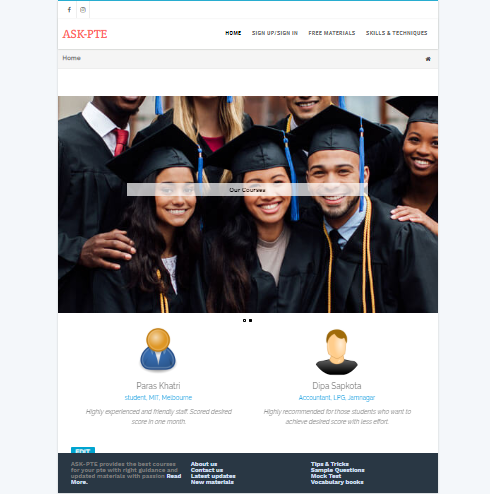 ASK-PTE
HOME SIGN UP/SIGN IN FREE MATERIALS SKILLS & TECHNIQUES
Home
Our Courses
Paras Khatri
student, MIT, Melbourne
Highly experienced and friendly staff. Scored desired
score in one month.
Dipa Sapkota
Accountant, LPG, Jamnagar
Highly recommended for those students who want to
achieve desired score with less effort.
EDIT
ASK-PTE provides the best courses
for your pte with right guidance and
updated materials with passion Read
More.
About us
Contact us
Latest updates
New materials
Tips & Tricks
Sample Questions
Mock Test
Vocabulary books